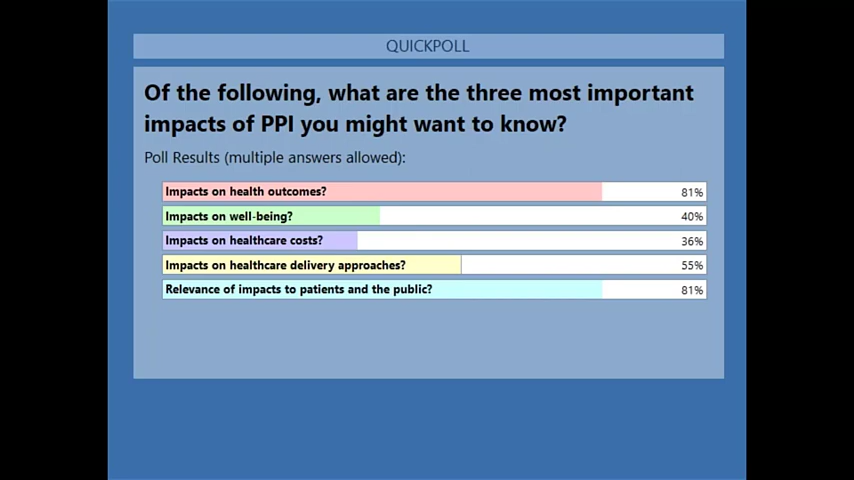 QUICKPOLL
Of the following, what are the three most important
impacts of PPI you might want to know?
Poll Results (multiple answers allowed):
Impacts on health outcomes? 81%
Impacts on well-being? 40%
Impacts on healthcare costs? 36%
Impacts on healthcare delivery approaches? 55%
Relevance of impacts to patients and the public? 81%